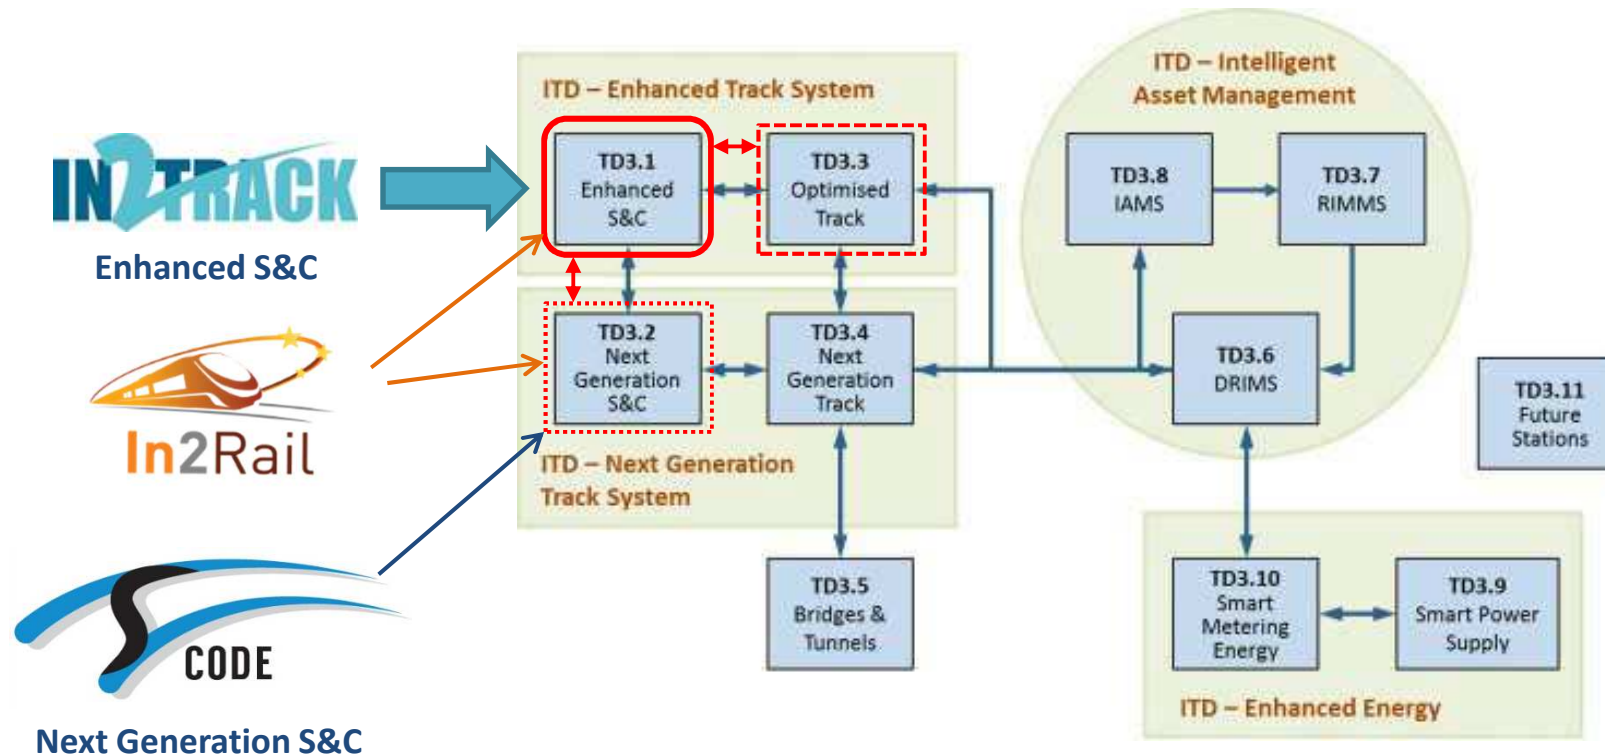 IN2TRACK
Enhanced S&C
In2Rail
S CODE
Next Generation S&C
ITD – Enhanced Track System
TD3.1
Enhanced
S&C
TD3.3
Optimised
Track
TD3.2
Next
Generation
S&C
TD3.4
Next
Generation
Track
ITD – Next Generation
Track System
TD3.5
Bridges &
Tunnels
ITD – Intelligent
Asset Management
TD3.8
IAMS
TD3.7
RIMMS
TD3.6
DRIMS
TD3.11
Future
Stations
TD3.10
Smart
Metering
Energy
TD3.9
Smart Power
Supply
ITD – Enhanced Energy